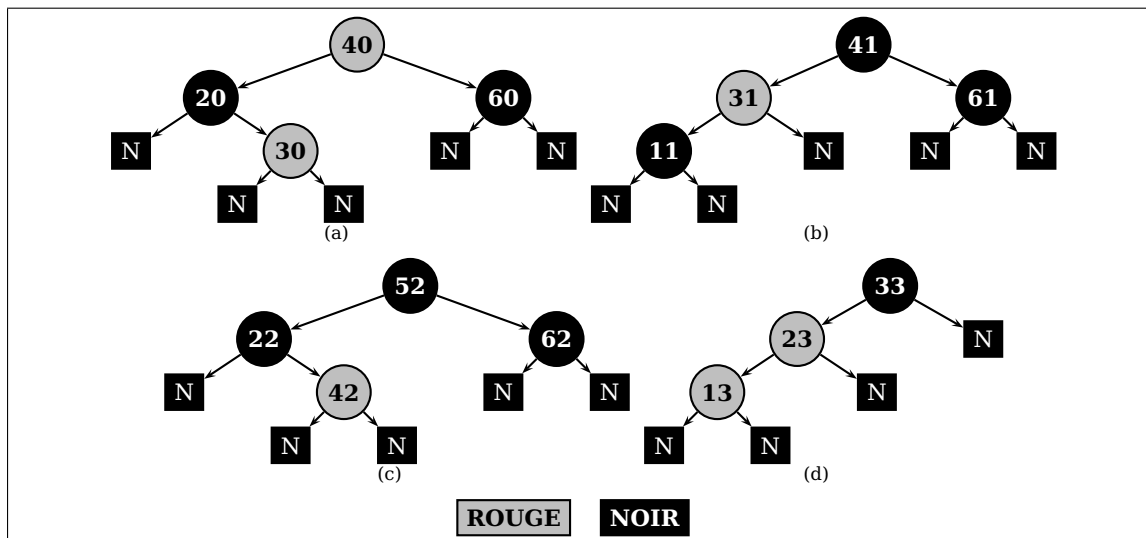 40 41
20 60 31 61
N 30 N N 11 N N N
N N N N
(a) (b)
52 33
22 62 23 N
N 42 N N 13 N
N N N N
(c) (d)
ROUGE NOIR